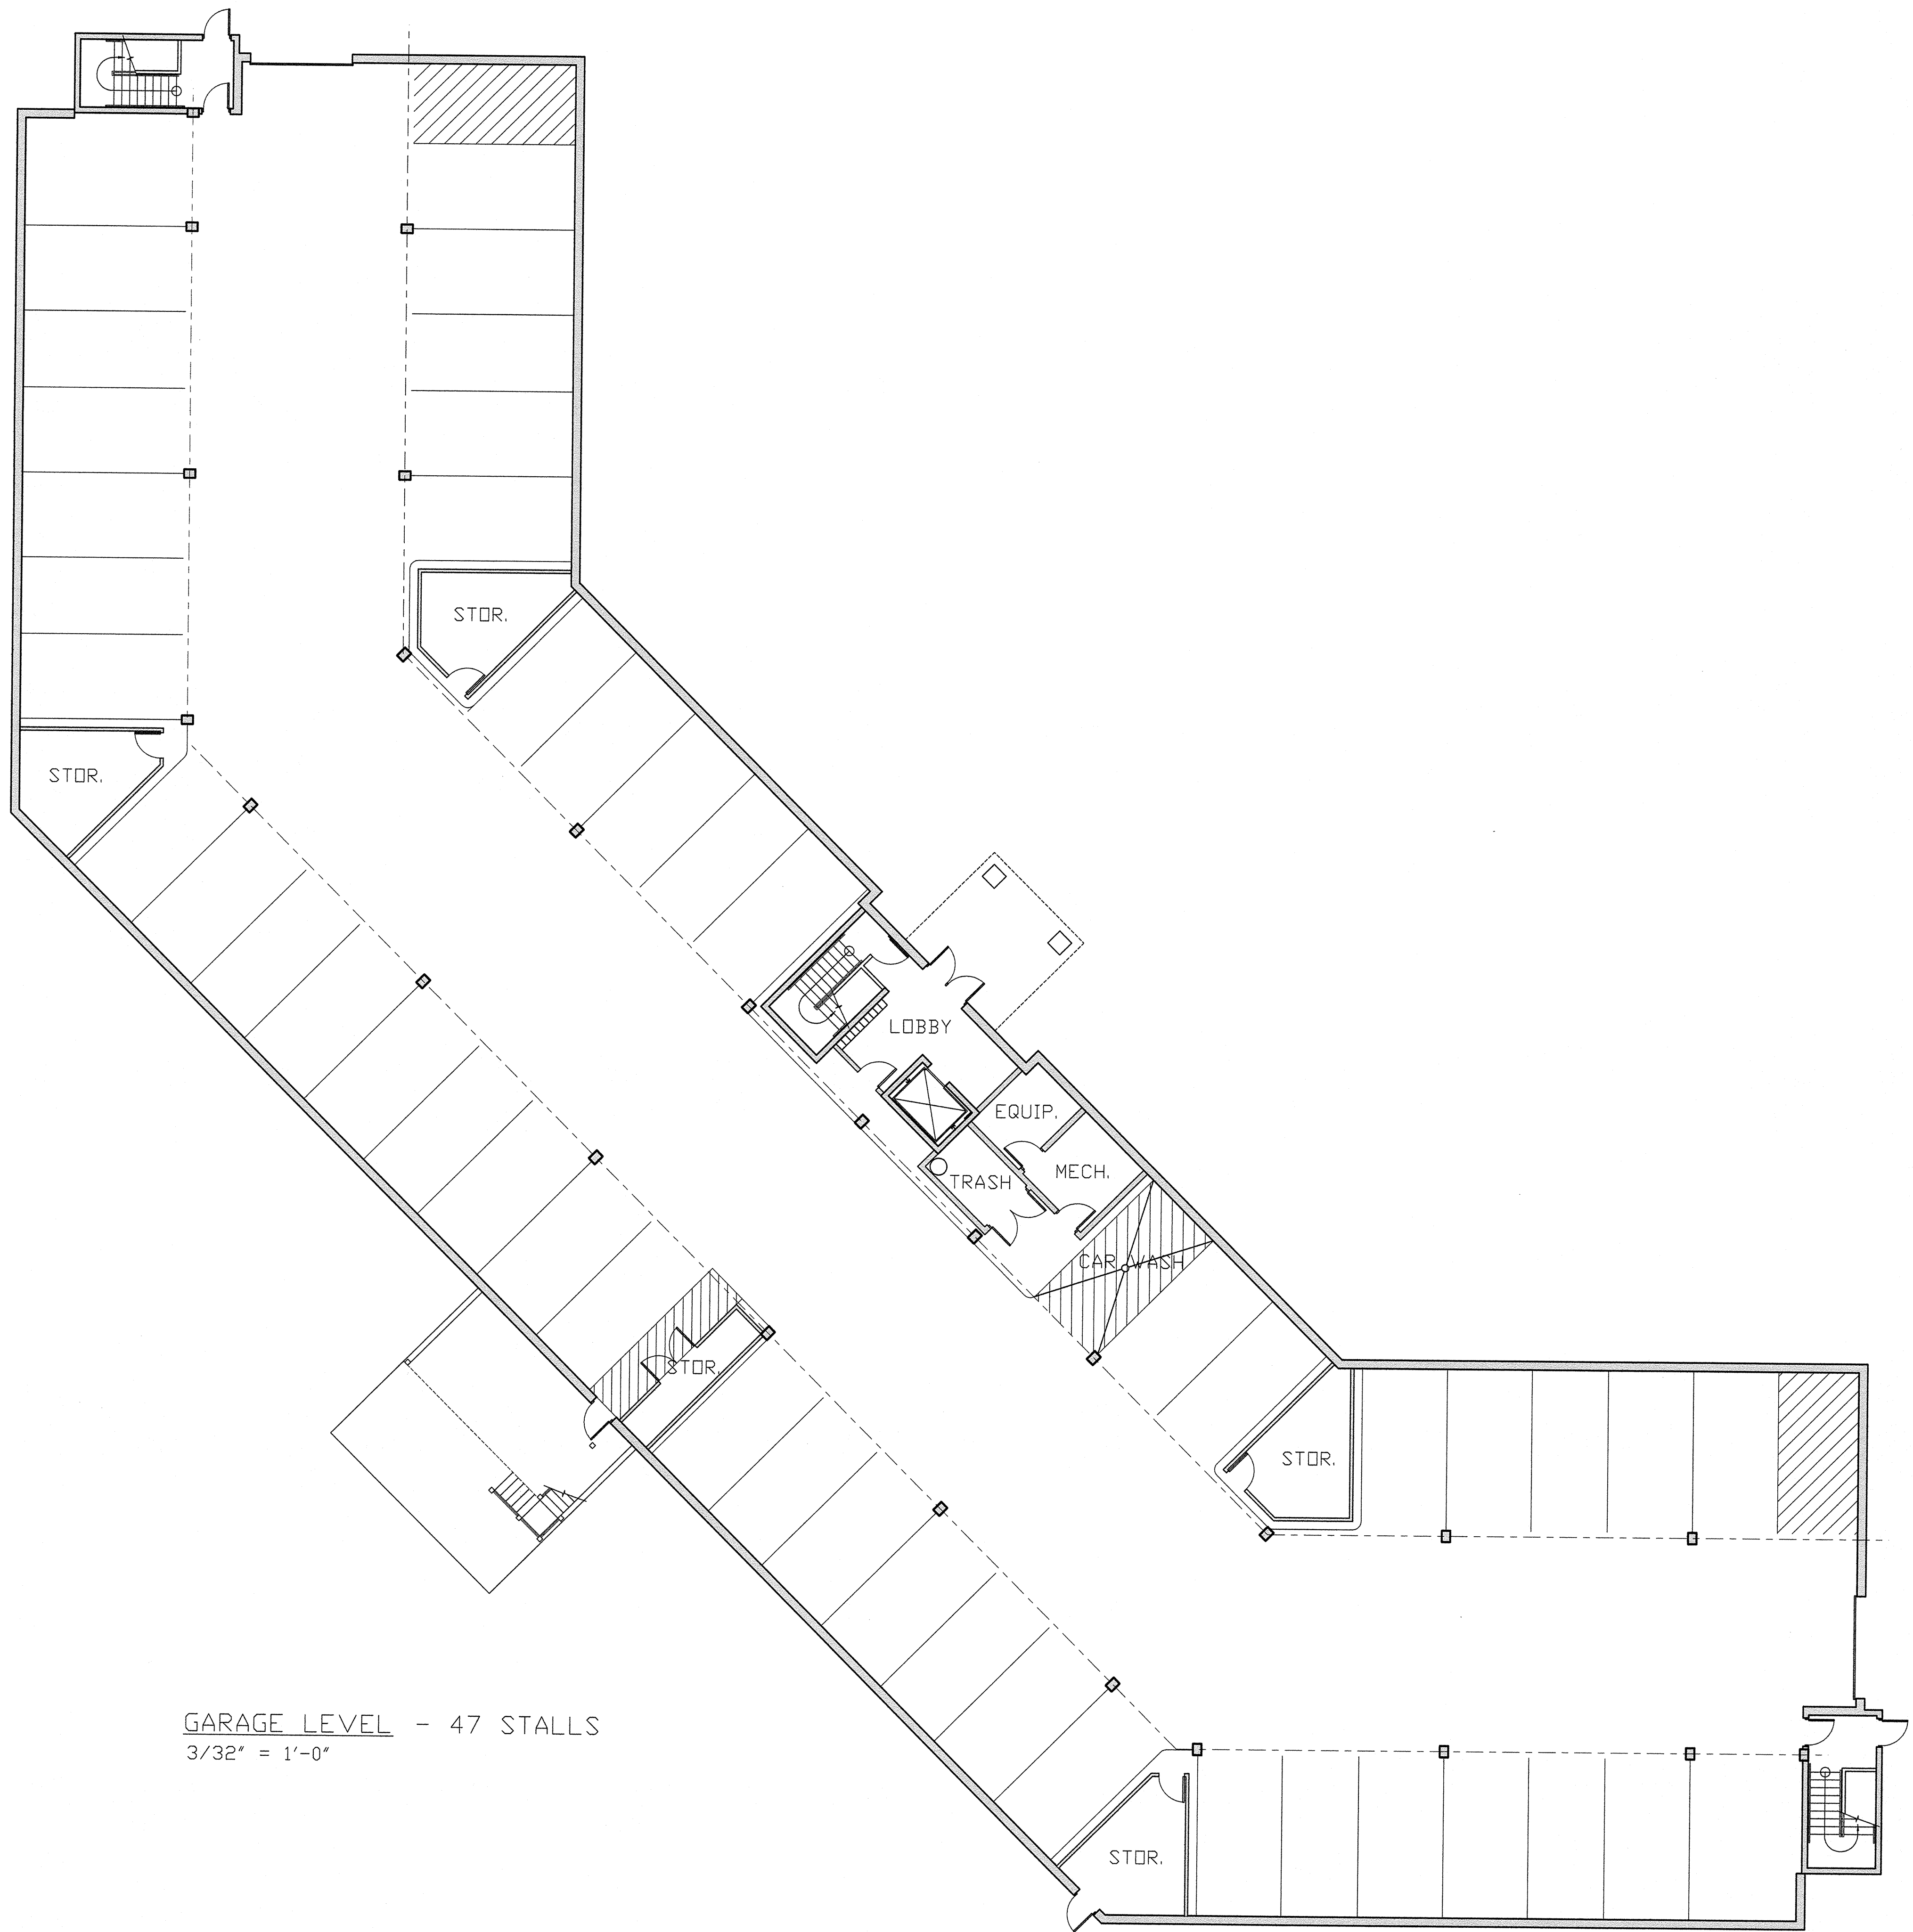 STOR.
STOR.
LOBBY
EQUIP.
TRASH
MECH.
CAR WASH
STOR.
STOR.
STOR.
GARAGE LEVEL - 47 STALLS
3/32" = 1'-0"